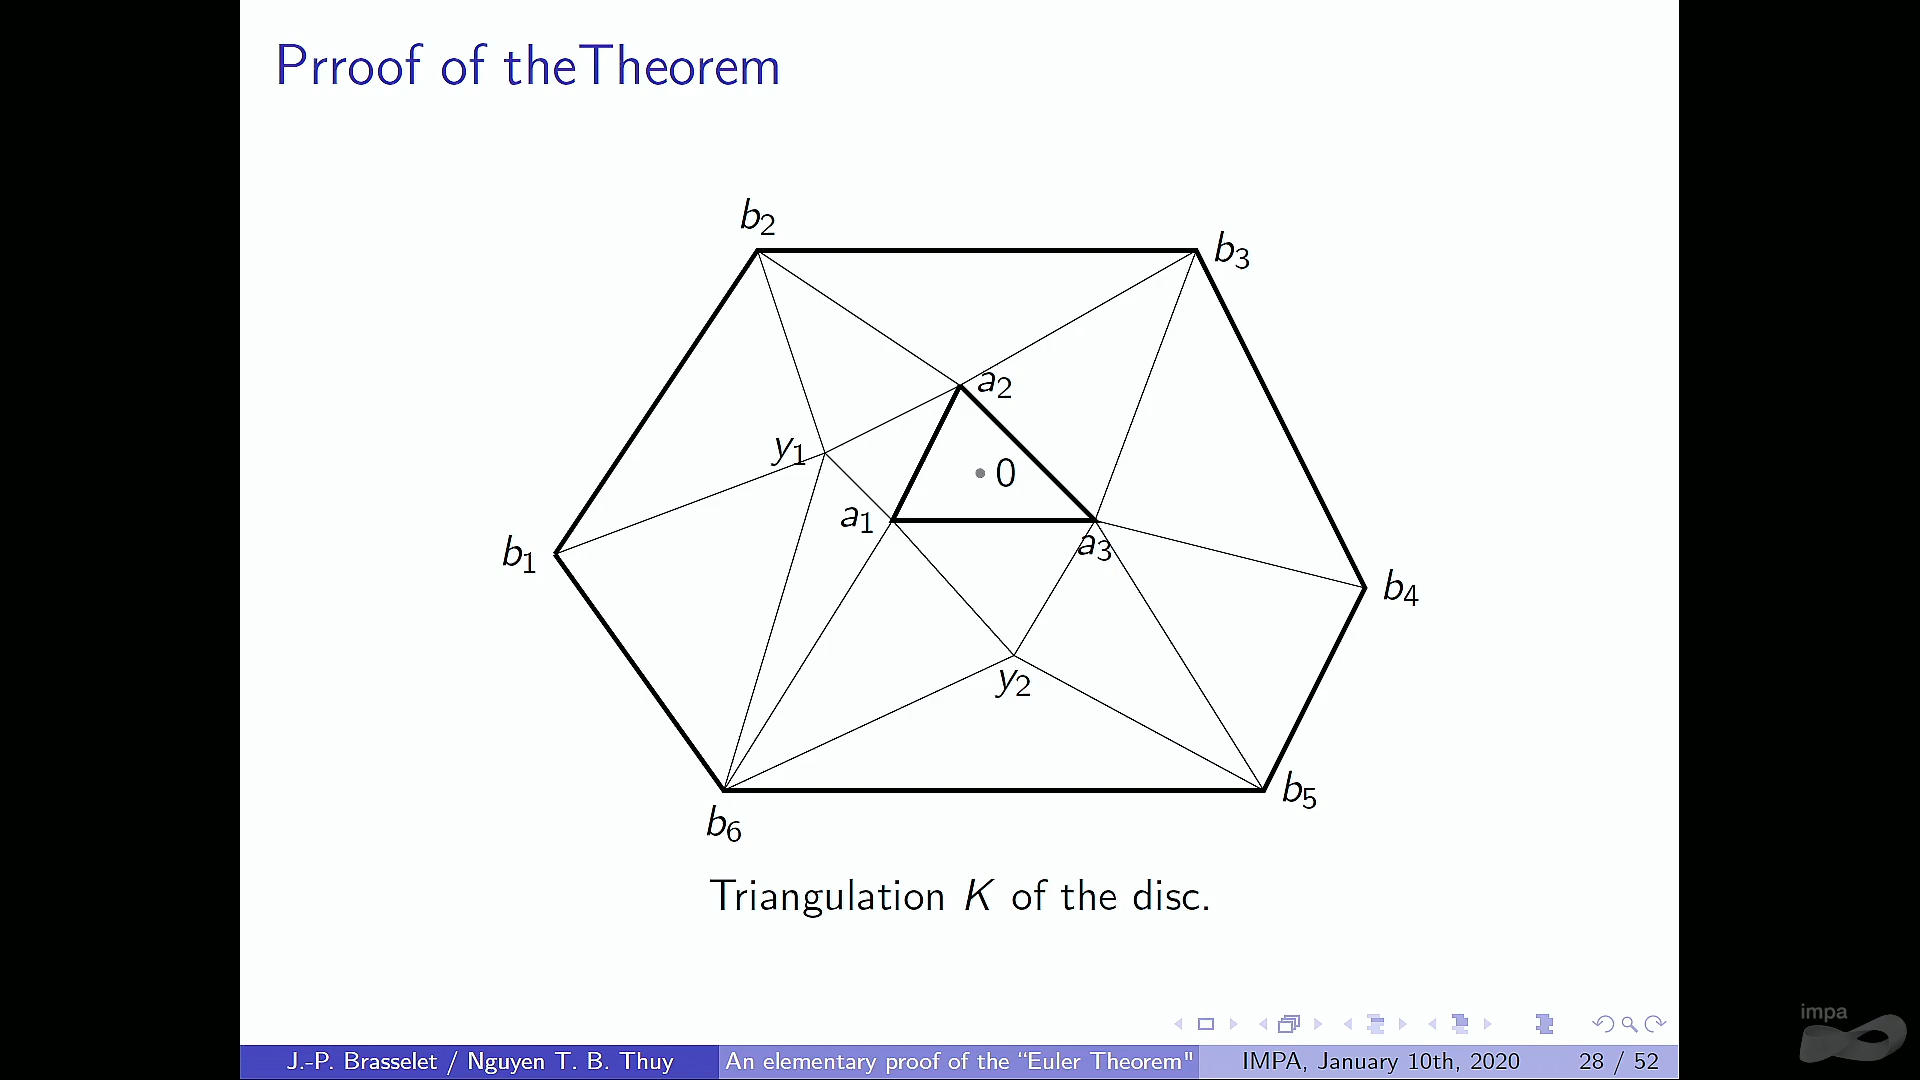 Prroof of theTheorem
b2
b3
a2
y1
0
a1
a3
b1
b4
y2
b5
b6
Triangulation K of the disc.
impa
J.-P. Brasselet / Nguyen T. B. Thuy An elementary proof of the “Euler Theorem" IMPA, January 10th, 2020 28 / 52